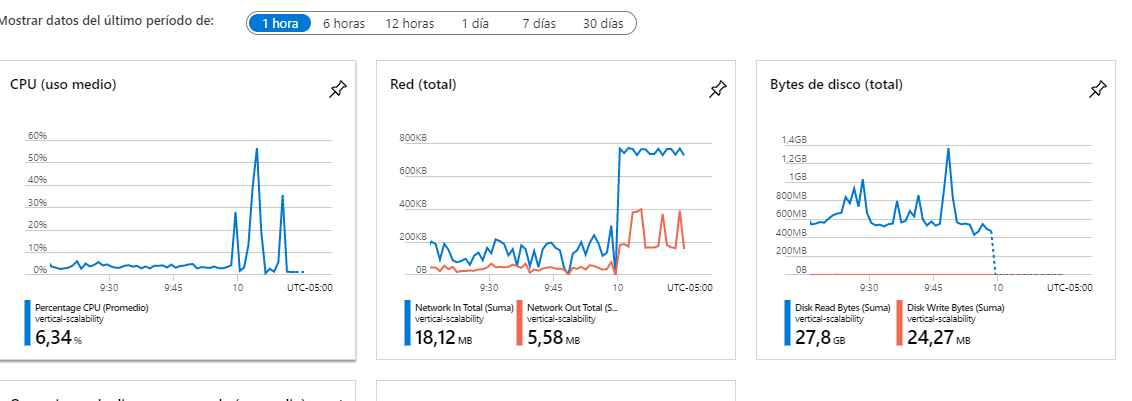 Mostrar datos del último período de:
1 hora
6 horas
12 horas
1 día
7 días
30 días
CPU (uso medio)
60%
50%
40%
30%
20%
10%
0%
9:30
9:45
10
UTC-05:00
Percentage CPU (Promedio)
vertical-scalability
6,34 %
Red (total)
800KB
600KB
400KB
200KB
0B
9:30
9:45
10
UTC-05:00
Network In Total (Suma)
vertical-scalability
18,12 MB
Network Out Total (S...
vertical-scalability
5,58 MB
Bytes de disco (total)
1,4GB
1,2GB
1GB
800MB
600MB
400MB
200MB
0B
9:30
9:45
10
UTC-05:00
Disk Read Bytes (Suma)
vertical-scalability
27,8 GB
Disk Write Bytes (Suma)
vertical-scalability
24,27 MB